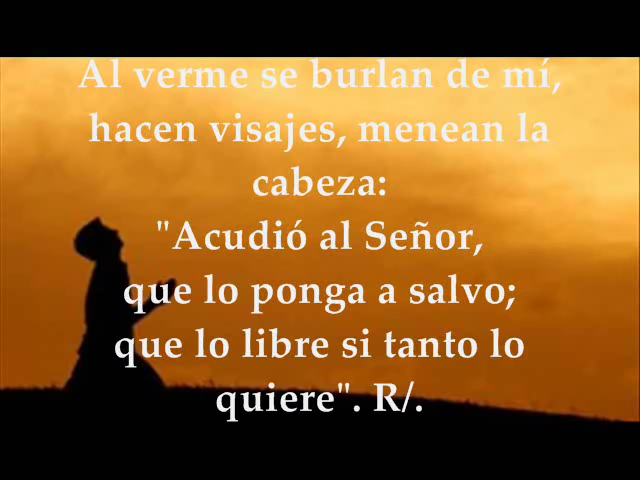 Al verme se burlan de mí,
hacen visajes, menean la
cabeza:
"Acudió al Señor,
que lo ponga a salvo;
que lo libre si tanto lo
quiere". R/.